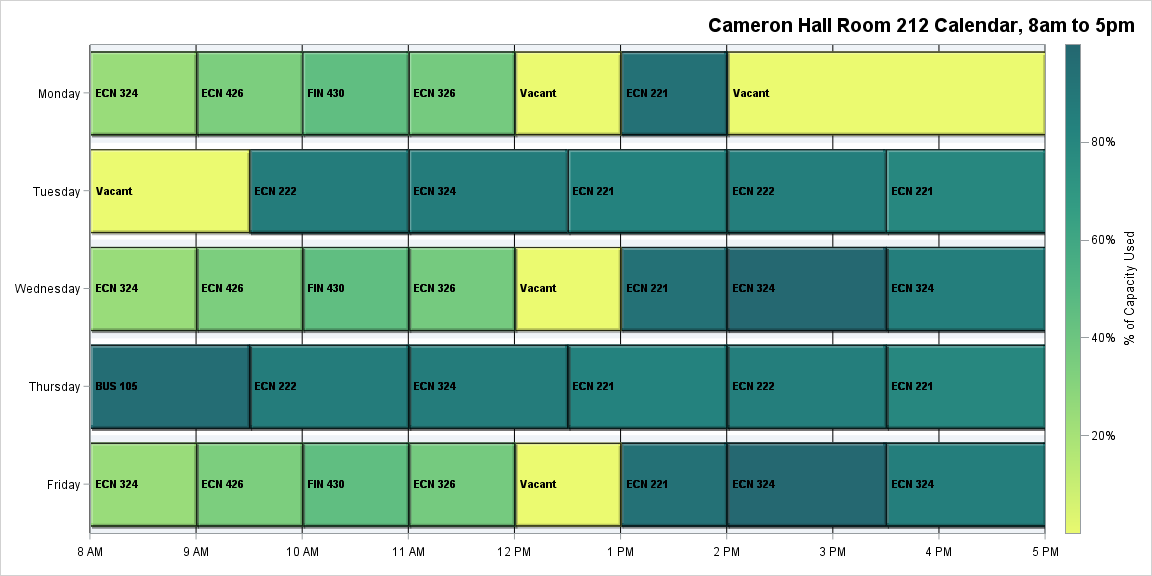 Cameron Hall Room 212 Calendar, 8am to 5pm
Monday ECN 324 ECN 426 FIN 430 ECN 326 Vacant ECN 221 Vacant
Tuesday Vacant ECN 222 ECN 324 ECN 221 ECN 222 ECN 221
Wednesday ECN 324 ECN 426 FIN 430 ECN 326 Vacant ECN 221 ECN 324 ECN 324
Thursday BUS 105 ECN 222 ECN 324 ECN 221 ECN 222 ECN 221
Friday ECN 324 ECN 426 FIN 430 ECN 326 Vacant ECN 221 ECN 324 ECN 324
8 AM 9 AM 10 AM 11 AM 12 PM 1 PM 2 PM 3 PM 4 PM 5 PM
80%
60%
40%
20%
% of Capacity Used